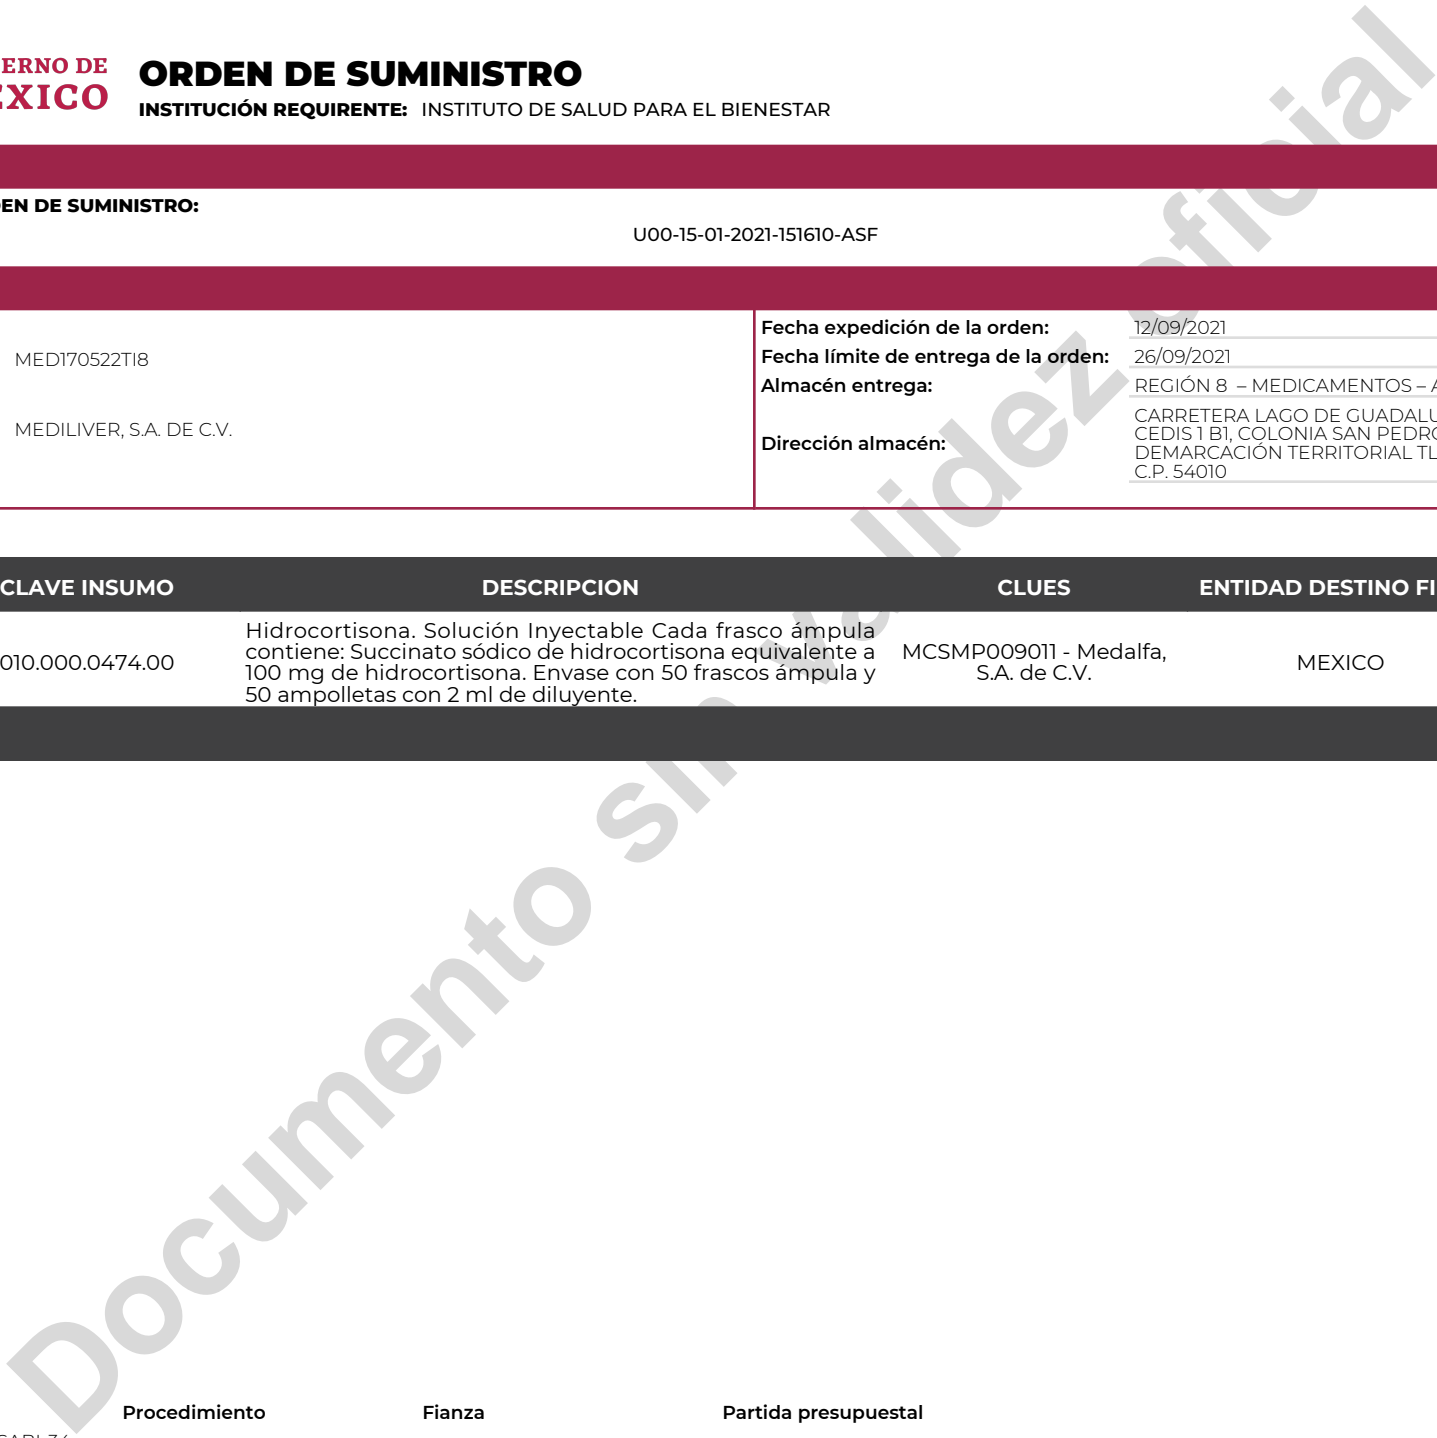 ERNO DE
EXICO
ORDEN DE SUMINISTRO
INSTITUCIÓN REQUIRENTE: INSTITUTO DE SALUD PARA EL BIENESTAR
EN DE SUMINISTRO:
U00-15-01-2021-151610-ASF
MED170522TI8
MEDILIVER, S.A. DE C.V.
Fecha expedición de la orden: 12/09/2021
Fecha límite de entrega de la orden: 26/09/2021
Almacén entrega: REGIÓN 8 – MEDICAMENTOS – A
Dirección almacén:
CARRETERA LAGO DE GUADALU
CEDIS 1 B1, COLONIA SAN PEDRO
DEMARCACIÓN TERRITORIAL TL
C.P. 54010
CLAVE INSUMO DESCRIPCION CLUES ENTIDAD DESTINO FI
010.000.0474.00
Hidrocortisona. Solución Inyectable Cada frasco ámpula
contiene: Succinato sódico de hidrocortisona equivalente a
100 mg de hidrocortisona. Envase con 50 frascos ámpula y
50 ampolletas con 2 ml de diluyente.
MCSMP009011 - Medalfa,
S.A. de C.V.
MEXICO
Documento sin validez oficial
Procedimiento Fianza Partida presupuestal